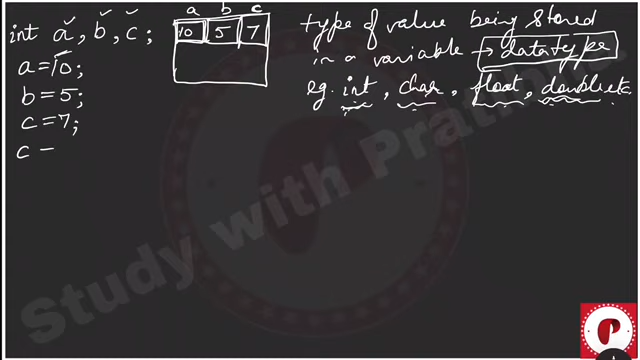 int a, b, c;
a=10;
b=5;
c=7;
c -
a b c
10 5 7
type of value being stored
in a variable → datatype
eg. int, char, float, double etc
Study with Pratik